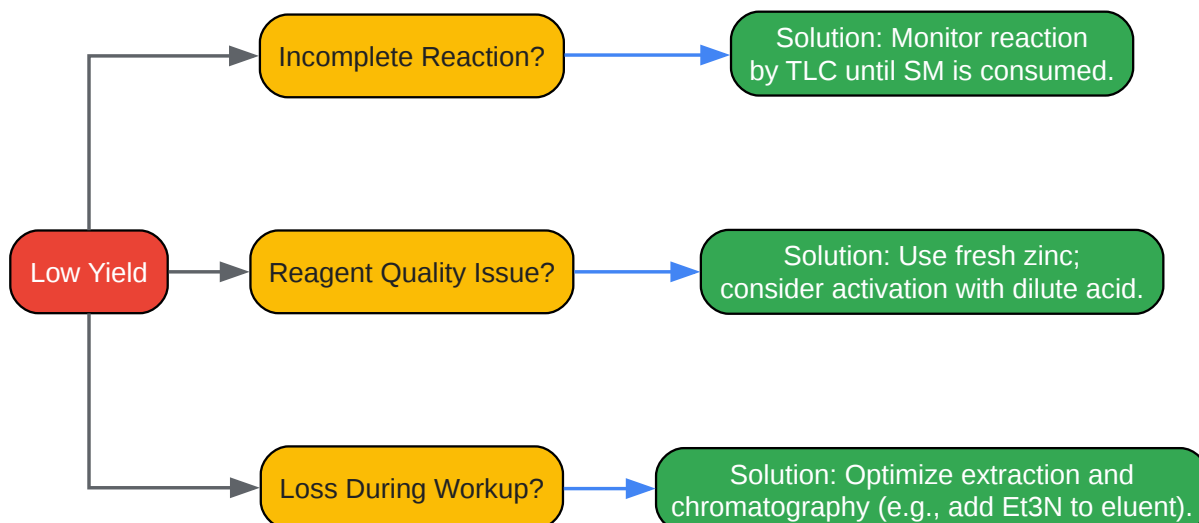 Incomplete Reaction?
Solution: Monitor reaction
by TLC until SM is consumed.
Low Yield
Reagent Quality Issue?
Solution: Use fresh zinc;
consider activation with dilute acid.
Loss During Workup?
Solution: Optimize extraction and
chromatography (e.g., add Et3N to eluent).